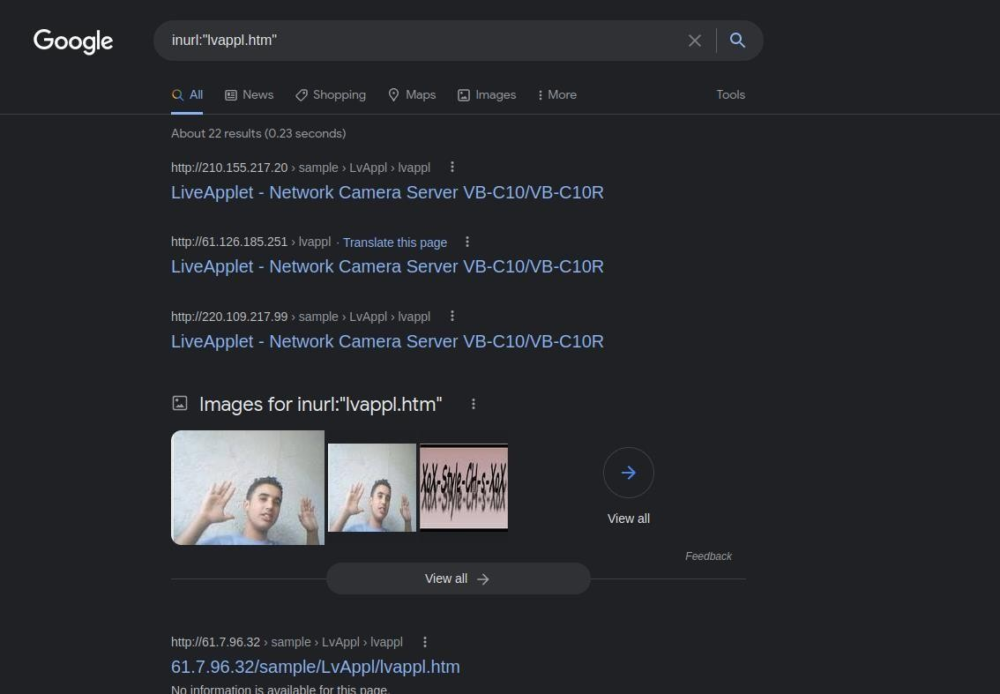 Google
inurl:"lvappl.htm"
All News Shopping Maps Images More Tools
About 22 results (0.23 seconds)
http://210.155.217.20 › sample › LvAppl › lvappl
LiveApplet - Network Camera Server VB-C10/VB-C10R
http://61.126.185.251 › lvappl · Translate this page
LiveApplet - Network Camera Server VB-C10/VB-C10R
http://220.109.217.99 › sample › LvAppl › lvappl
LiveApplet - Network Camera Server VB-C10/VB-C10R
Images for inurl:"lvappl.htm"
XoX-Style-CH-s-XoX
View all
Feedback
View all
http://61.7.96.32 › sample › LvAppl › lvappl
61.7.96.32/sample/LvAppl/lvappl.htm
No information is available for this page.